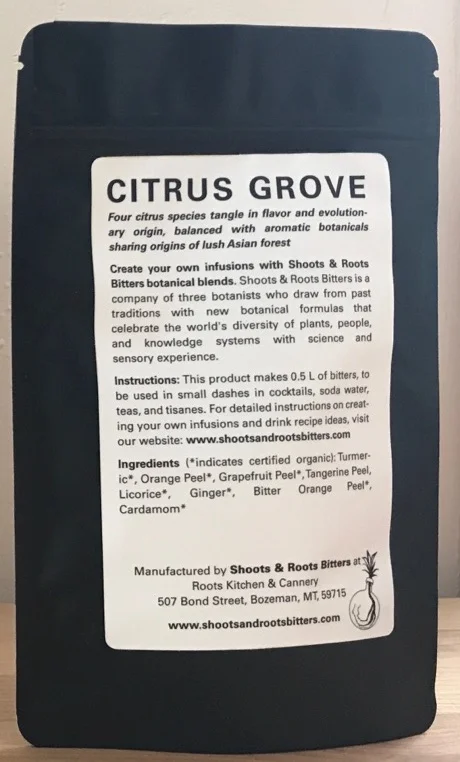 CITRUS GROVE
Four citrus species tangle in flavor and evolution-
ary origin, balanced with aromatic botanicals
sharing origins of lush Asian forest
Create your own infusions with Shoots & Roots
Bitters botanical blends. Shoots & Roots Bitters is a
company of three botanists who draw from past
traditions with new botanical formulas that
celebrate the world's diversity of plants, people,
and knowledge systems with science and
sensory experience.
Instructions: This product makes 0.5 L of bitters, to
be used in small dashes in cocktails, soda water,
teas, and tisanes. For detailed instructions on creat-
ing your own infusions and drink recipe ideas, visit
our website: www.shootsandrootsbitters.com
Ingredients (*indicates certified organic): Turmer-
ic*, Orange Peel*, Grapefruit Peel*, Tangerine Peel,
Licorice*, Ginger*, Bitter Orange Peel*,
Cardamom*
Manufactured by Shoots & Roots Bitters at
Roots Kitchen & Cannery
507 Bond Street, Bozeman, MT, 59715
www.shootsandrootsbitters.com